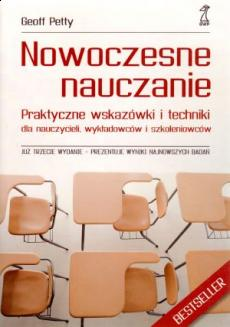 Geoff Petty
GWP
Nowoczesne
nauczanie
Praktyczne wskazówki i techniki
dla nauczycieli, wykładowców i szkoleniowców
JUŻ TRZECIE WYDANIE - PREZENTUJE WYNIKI NAJNOWSZYCH BADAŃ
BESTSELLER